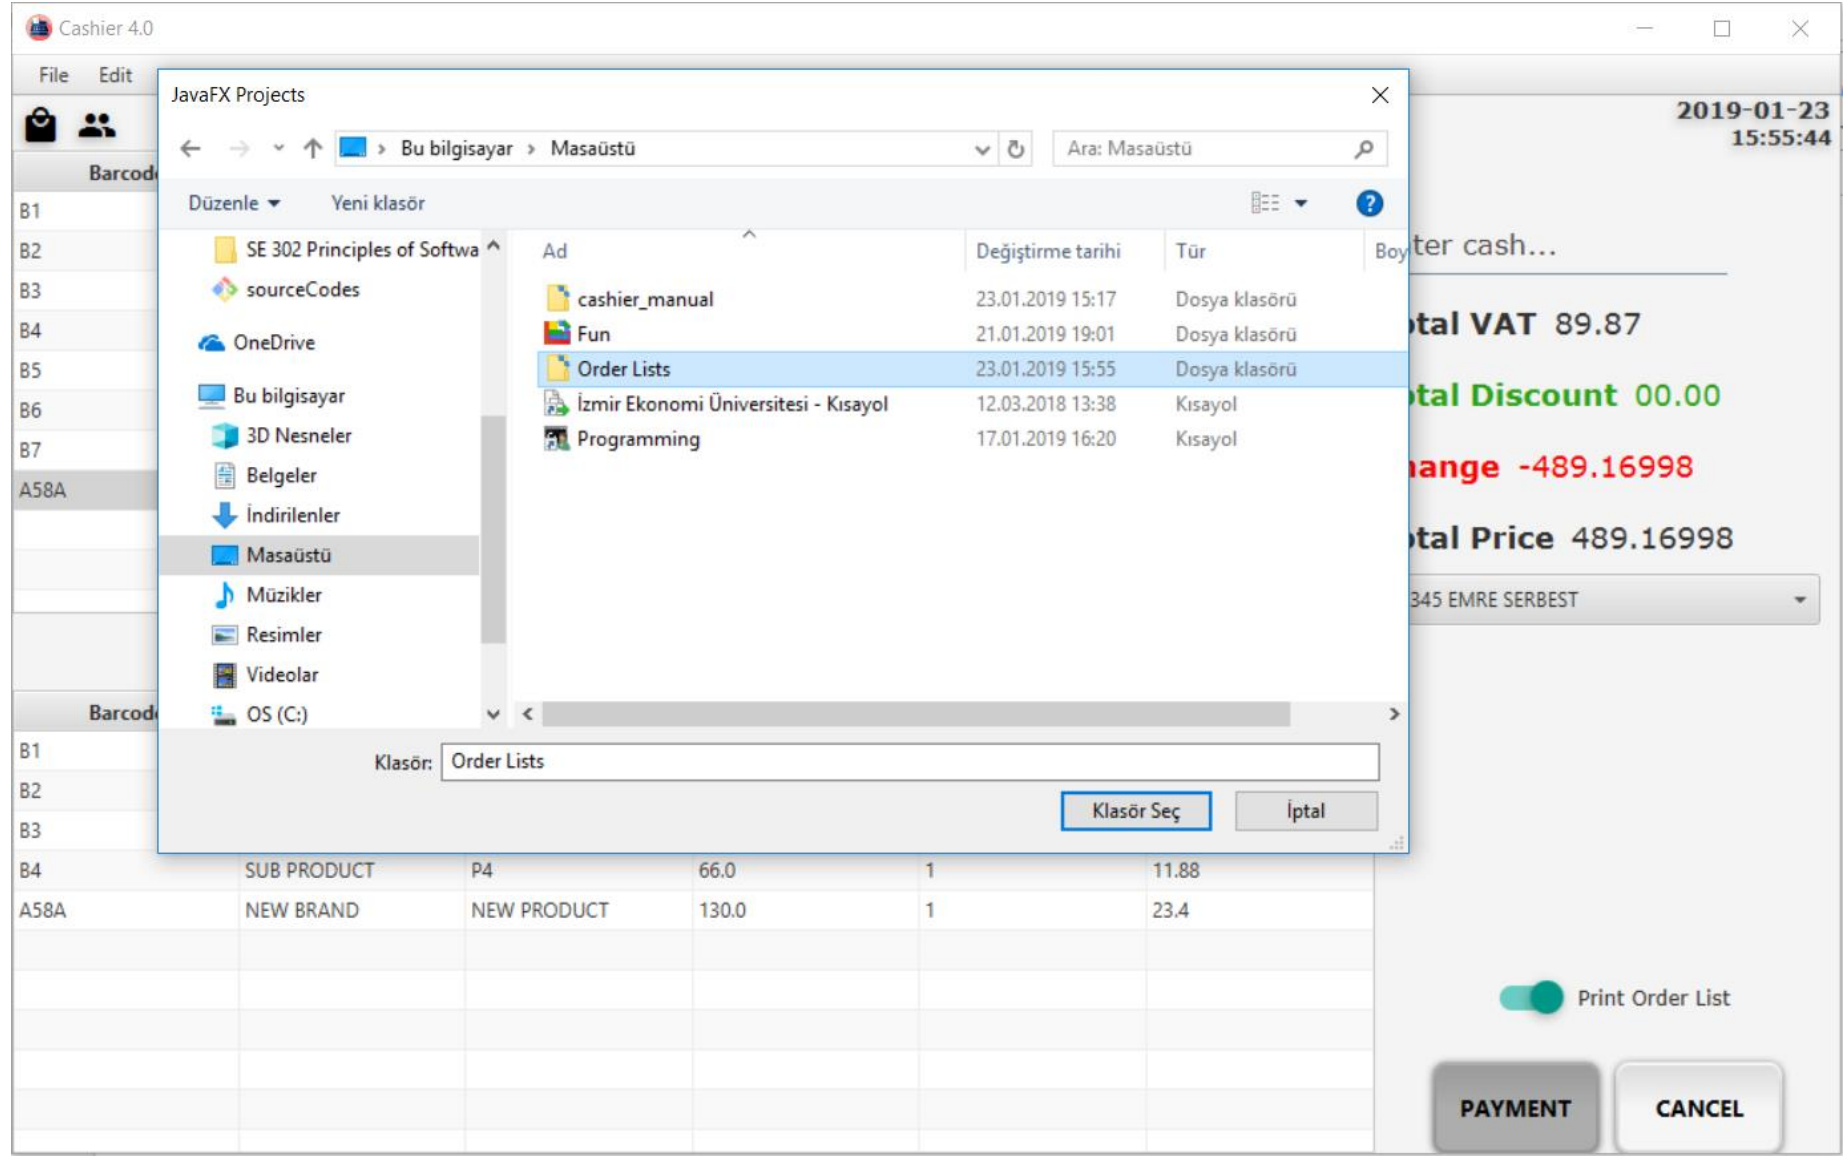 Cashier 4.0
File Edit
JavaFX Projects
2019-01-23
15:55:44
Bu bilgisayar Masaüstü
Ara: Masaüstü
Düzenle Yeni klasör
Barcod
B1
B2
B3
B4
B5
B6
B7
A58A
SE 302 Principles of Softwa
sourceCodes
OneDrive
Bu bilgisayar
3D Nesneler
Belgeler
İndirilenler
Masaüstü
Müzikler
Resimler
Videolar
OS (C:)
Ad Değiştirme tarihi Tür Boy
cashier_manual 23.01.2019 15:17 Dosya klasörü
Fun 21.01.2019 19:01 Dosya klasörü
Order Lists 23.01.2019 15:55 Dosya klasörü
İzmir Ekonomi Üniversitesi - Kısayol 12.03.2018 13:38 Kısayol
Programming 17.01.2019 16:20 Kısayol
Klasör: Order Lists
Klasör Seç İptal
ter cash...
tal VAT 89.87
tal Discount 00.00
ange -489.16998
tal Price 489.16998
345 EMRE SERBEST
Barcod
B1
B2
B3
B4 SUB PRODUCT P4 66.0 1 11.88
A58A NEW BRAND NEW PRODUCT 130.0 1 23.4
Print Order List
PAYMENT CANCEL